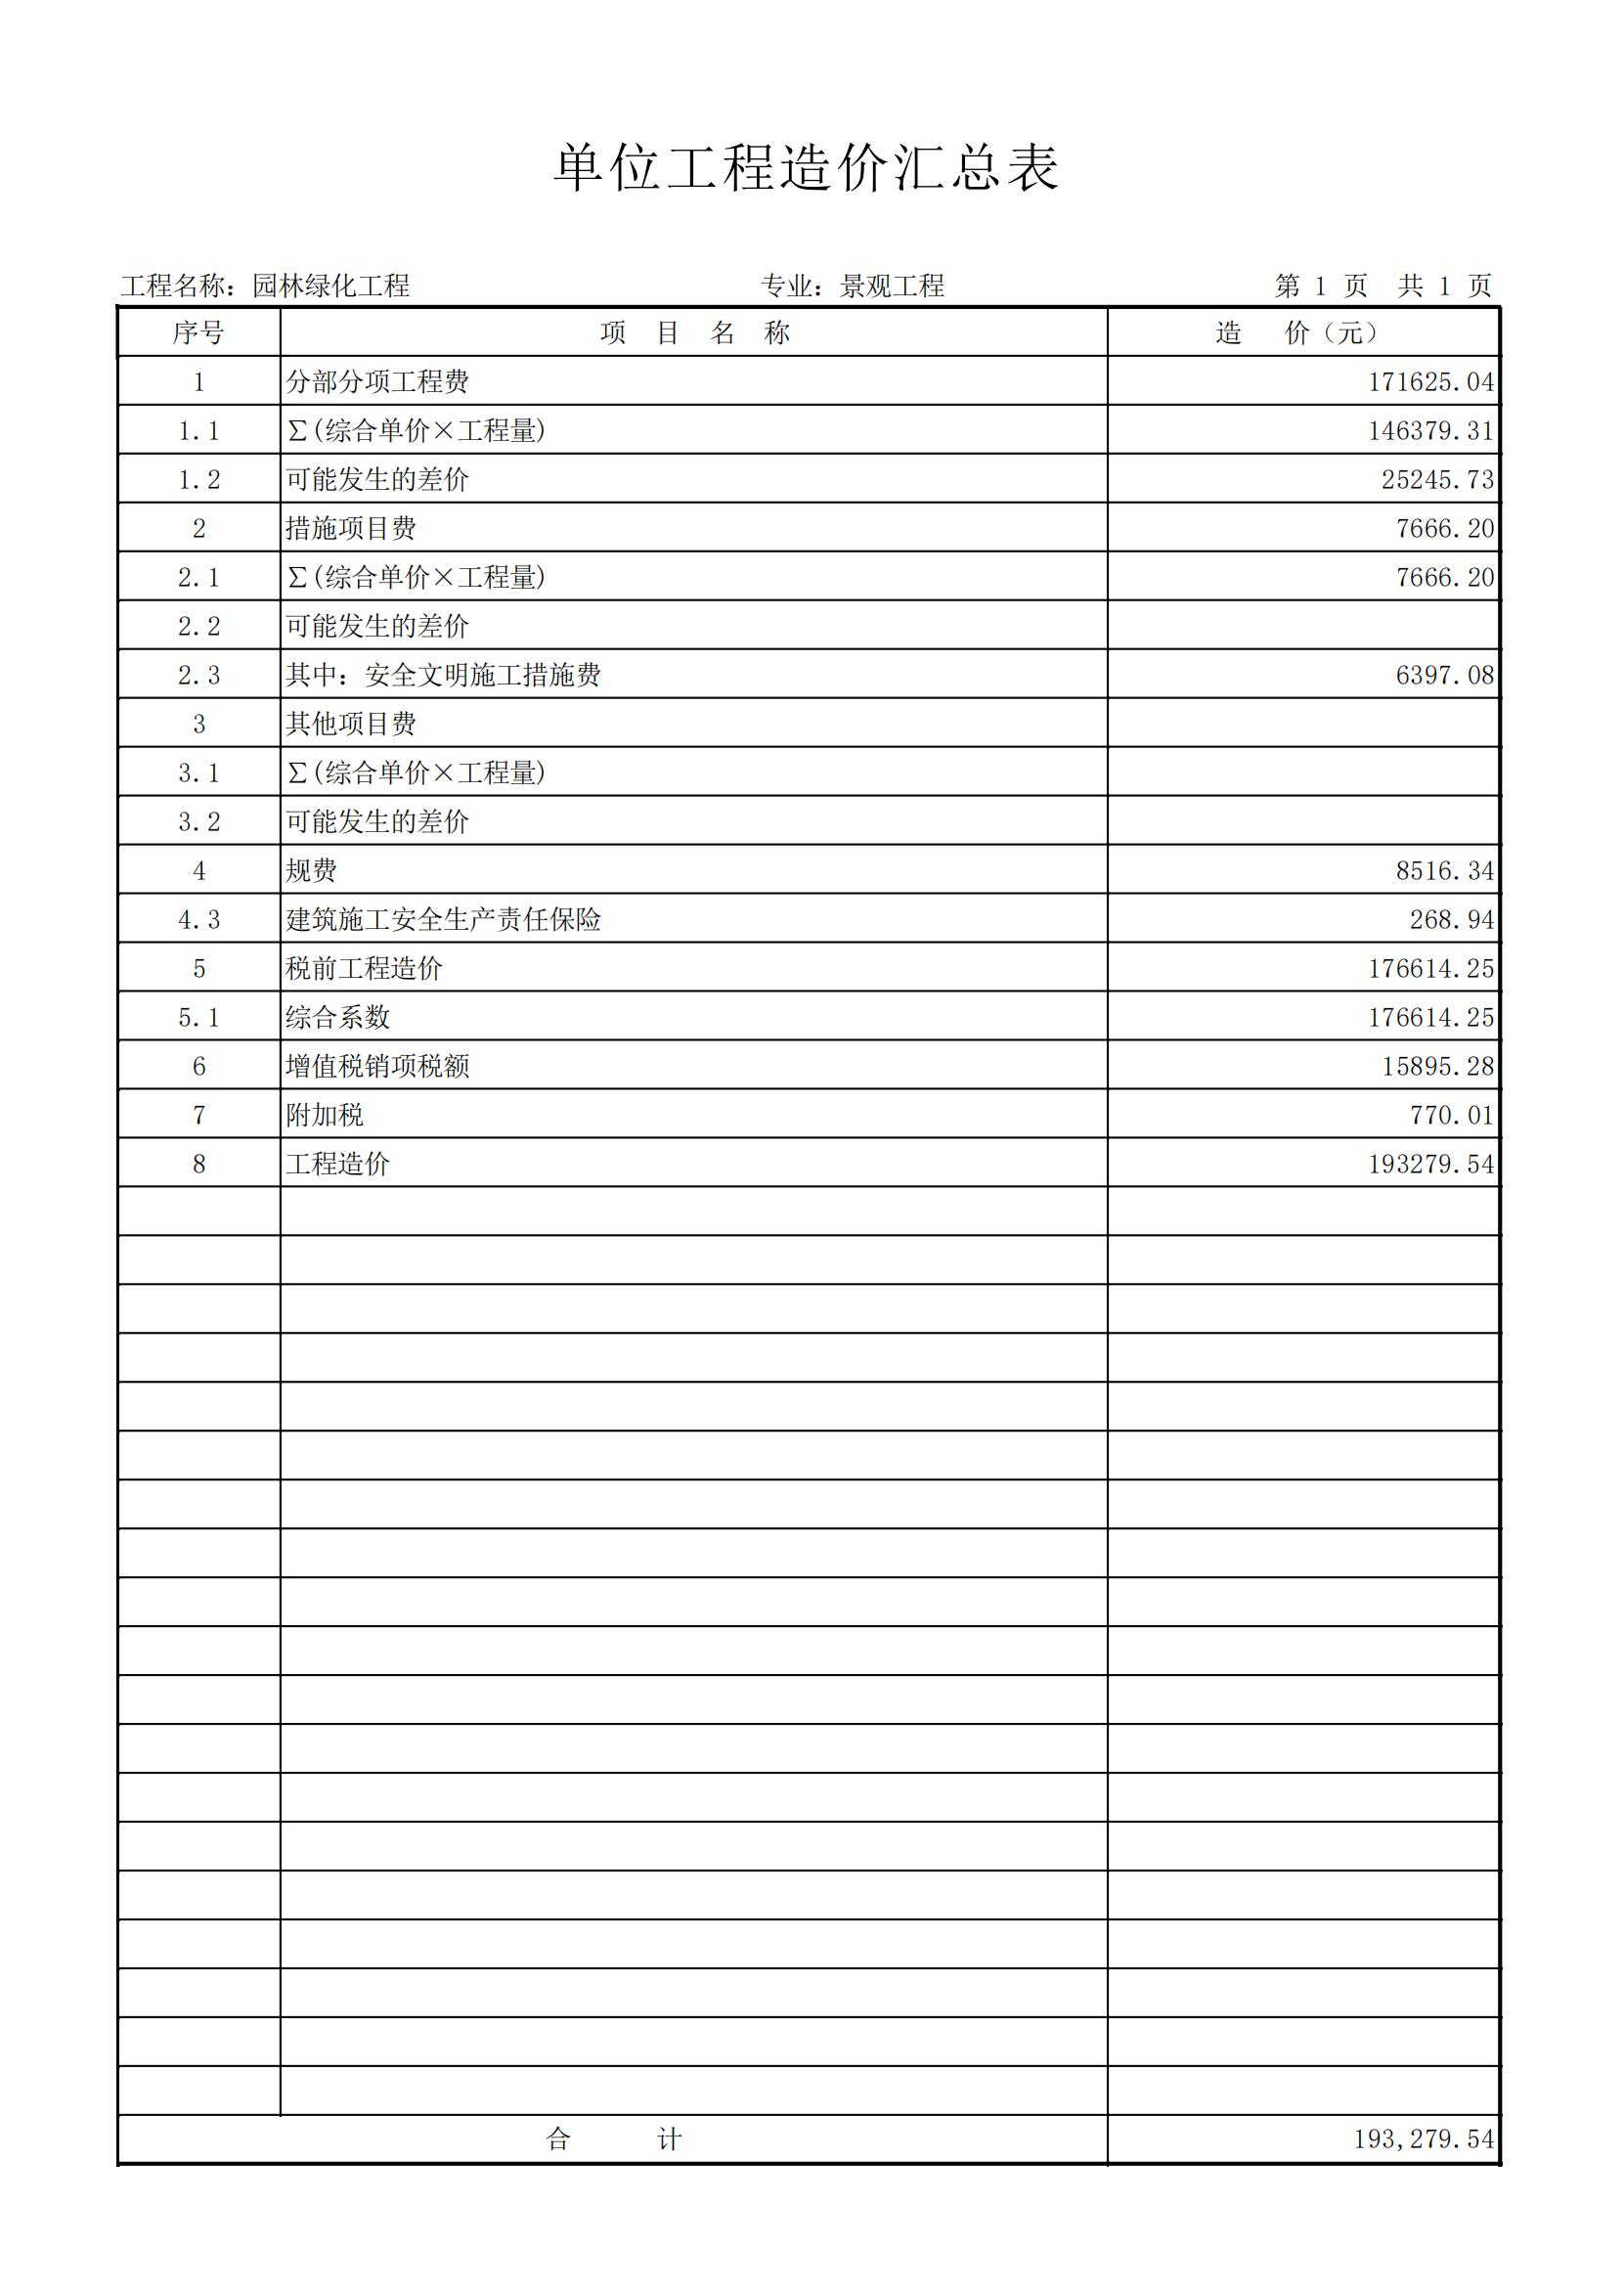 单位工程造价汇总表
工程名称：园林绿化工程 专业：景观工程 第 1 页 共 1 页
序号 项 目 名 称 造 价（元）
1 分部分项工程费 171625.04
1.1 ∑(综合单价×工程量) 146379.31
1.2 可能发生的差价 25245.73
2 措施项目费 7666.20
2.1 ∑(综合单价×工程量) 7666.20
2.2 可能发生的差价
2.3 其中：安全文明施工措施费 6397.08
3 其他项目费
3.1 ∑(综合单价×工程量)
3.2 可能发生的差价
4 规费 8516.34
4.3 建筑施工安全生产责任保险 268.94
5 税前工程造价 176614.25
5.1 综合系数 176614.25
6 增值税销项税额 15895.28
7 附加税 770.01
8 工程造价 193279.54
合 计 193,279.54